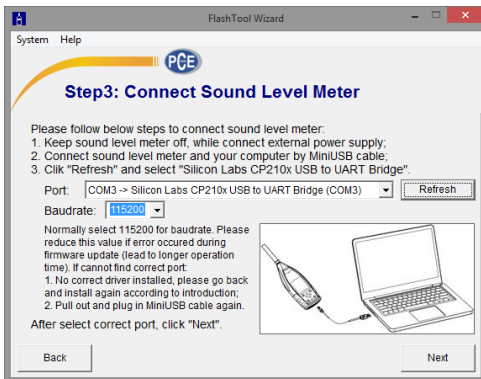 FlashTool Wizard
System Help
PCE
Step3: Connect Sound Level Meter
Please follow below steps to connect sound level meter:
1. Keep sound level meter off, while connect external power supply;
2. Connect sound level meter and your computer by MiniUSB cable;
3. Clik "Refresh" and select "Silicon Labs CP210x USB to UART Bridge".
Port: COM3 -> Silicon Labs CP210x USB to UART Bridge (COM3) Refresh
Baudrate: 115200
Normally select 115200 for baudrate. Please
reduce this value if error occured during
firmware update (lead to longer operation
time). If cannot find correct port:
1. No correct driver installed, please go back
and install again according to introduction;
2. Pull out and plug in MiniUSB cable again.
After select correct port, click "Next".
Back Next